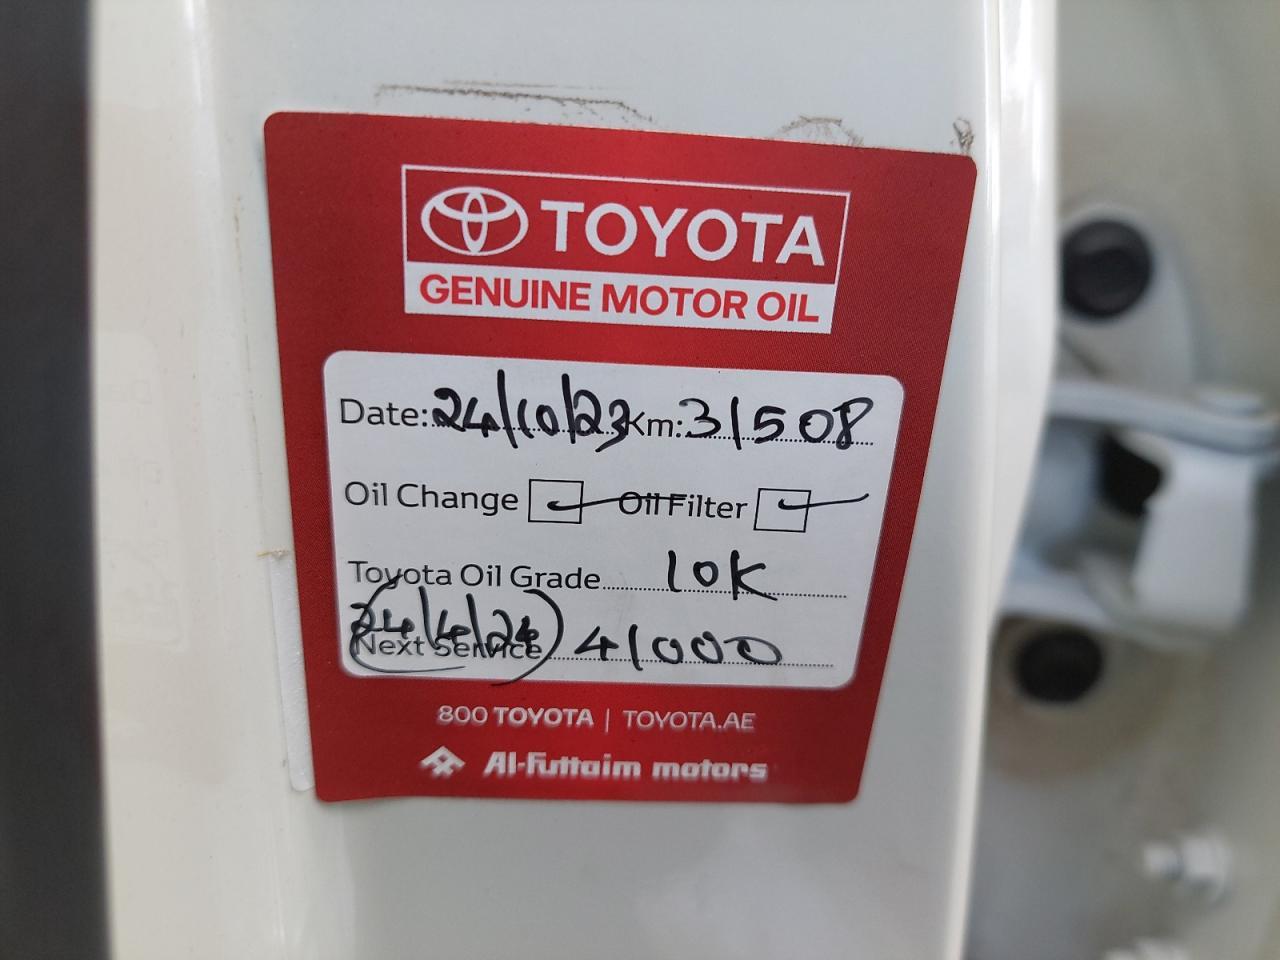 TOYOTA
GENUINE MOTOR OIL
Date: 24/10/23 Km: 31508
Oil Change ✓ Oil Filter ✓
Toyota Oil Grade 10K
(24/4/24)
Next Service 41000
800 TOYOTA | TOYOTA.AE
Al-Futtaim motors